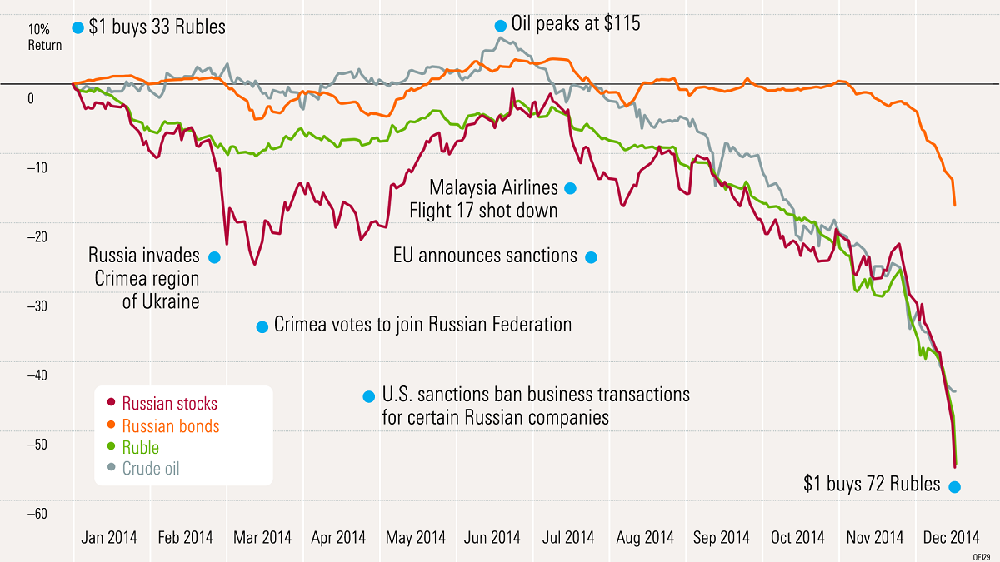 $1 buys 33 Rubles
Oil peaks at $115
10%
Return
0
–10
Malaysia Airlines
Flight 17 shot down
–20
Russia invades
Crimea region
of Ukraine
EU announces sanctions
–30
Crimea votes to join Russian Federation
–40
U.S. sanctions ban business transactions
for certain Russian companies
Russian stocks
Russian bonds
Ruble
Crude oil
–50
$1 buys 72 Rubles
–60
Jan 2014 Feb 2014 Mar 2014 Apr 2014 May 2014 Jun 2014 Jul 2014 Aug 2014 Sep 2014 Oct 2014 Nov 2014 Dec 2014
QEI29